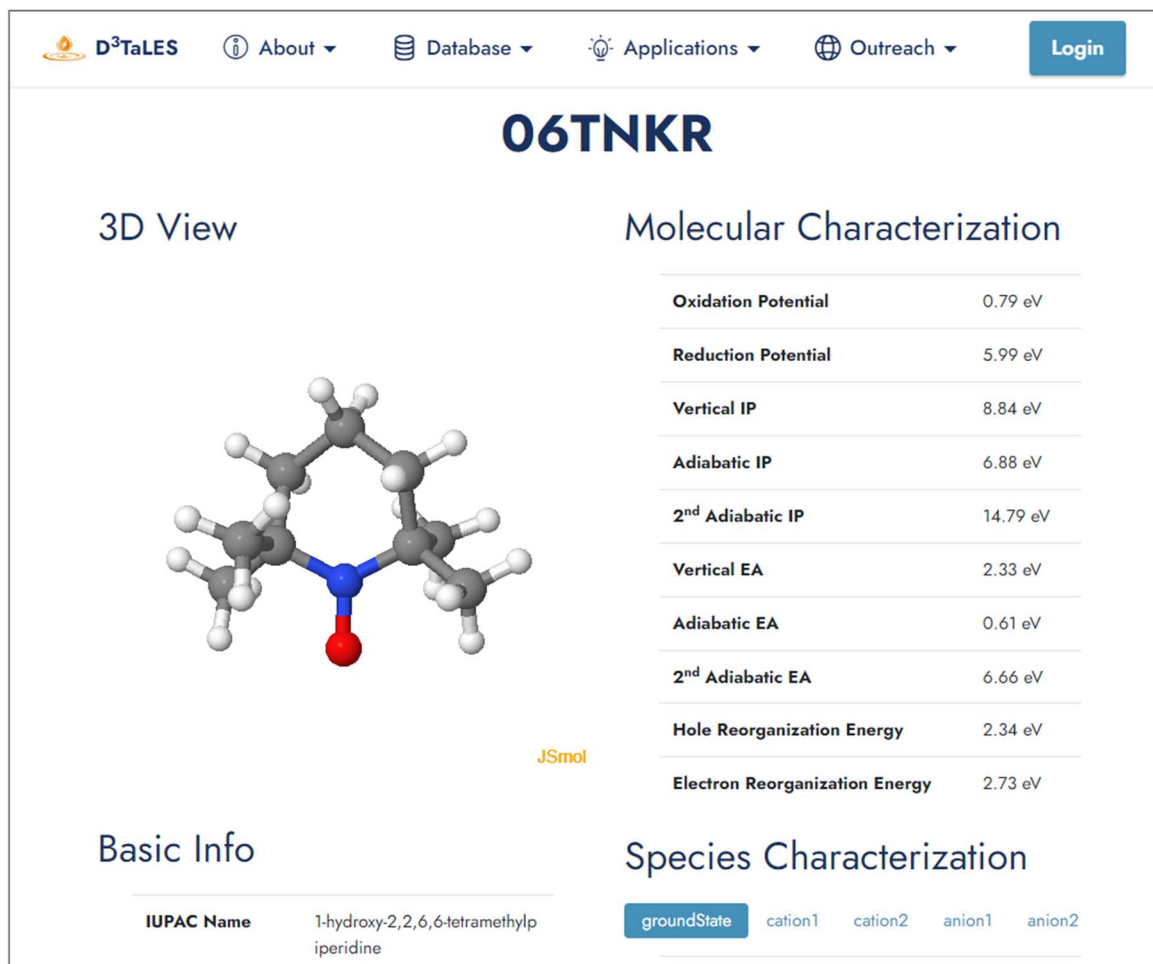 D³TaLES About Database Applications Outreach Login
06TNKR
3D View
JSmol
Basic Info
IUPAC Name 1-hydroxy-2,2,6,6-tetramethylp
iperidine
Molecular Characterization
Oxidation Potential 0.79 eV
Reduction Potential 5.99 eV
Vertical IP 8.84 eV
Adiabatic IP 6.88 eV
2nd Adiabatic IP 14.79 eV
Vertical EA 2.33 eV
Adiabatic EA 0.61 eV
2nd Adiabatic EA 6.66 eV
Hole Reorganization Energy 2.34 eV
Electron Reorganization Energy 2.73 eV
Species Characterization
groundState cation1 cation2 anion1 anion2